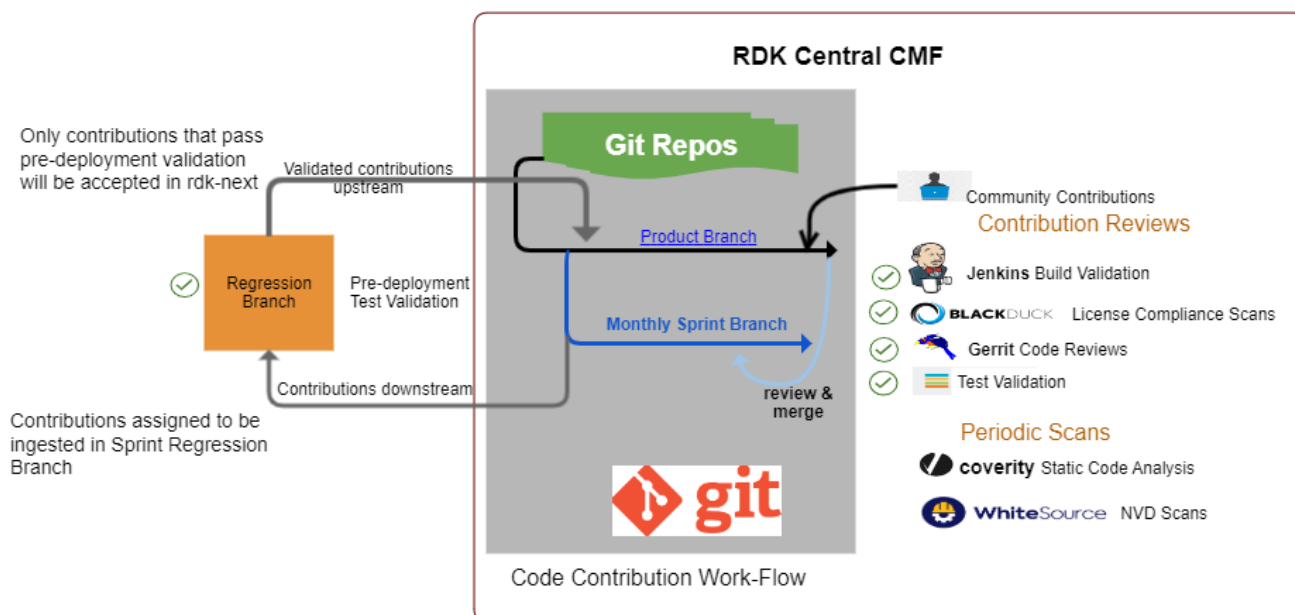 RDK Central CMF
Only contributions that pass
pre-deployment validation
will be accepted in rdk-next
Validated contributions
upstream
Git Repos
Community Contributions
Contribution Reviews
Product Branch
Regression
Branch
Pre-deployment
Test Validation
Jenkins Build Validation
BLACKDUCK License Compliance Scans
Monthly Sprint Branch
Gerrit Code Reviews
Test Validation
Contributions downstream
review &
merge
Contributions assigned to be
ingested in Sprint Regression
Branch
Periodic Scans
coverity Static Code Analysis
git
WhiteSource NVD Scans
Code Contribution Work-Flow